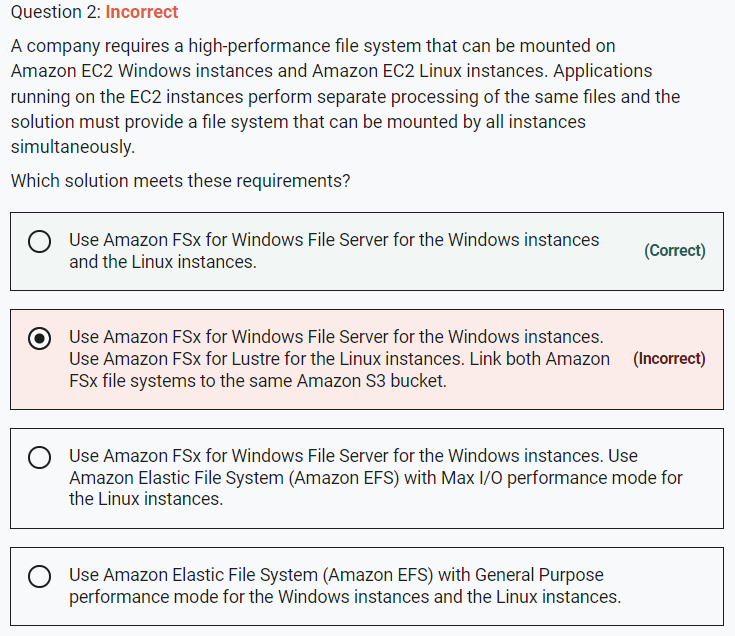 Question 2: Incorrect
A company requires a high-performance file system that can be mounted on
Amazon EC2 Windows instances and Amazon EC2 Linux instances. Applications
running on the EC2 instances perform separate processing of the same files and the
solution must provide a file system that can be mounted by all instances
simultaneously.
Which solution meets these requirements?
Use Amazon FSx for Windows File Server for the Windows instances
and the Linux instances.
(Correct)
Use Amazon FSx for Windows File Server for the Windows instances.
Use Amazon FSx for Lustre for the Linux instances. Link both Amazon
FSx file systems to the same Amazon S3 bucket.
(Incorrect)
Use Amazon FSx for Windows File Server for the Windows instances. Use
Amazon Elastic File System (Amazon EFS) with Max I/O performance mode for
the Linux instances.
Use Amazon Elastic File System (Amazon EFS) with General Purpose
performance mode for the Windows instances and the Linux instances.